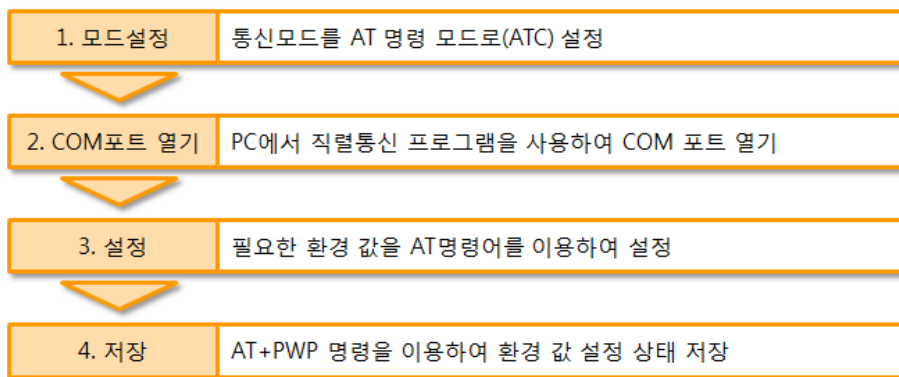 1. 모드설정 통신모드를 AT 명령 모드로(ATC) 설정
2. COM포트 열기 PC에서 직렬통신 프로그램을 사용하여 COM 포트 열기
3. 설정 필요한 환경 값을 AT명령어를 이용하여 설정
4. 저장 AT+PWP 명령을 이용하여 환경 값 설정 상태 저장